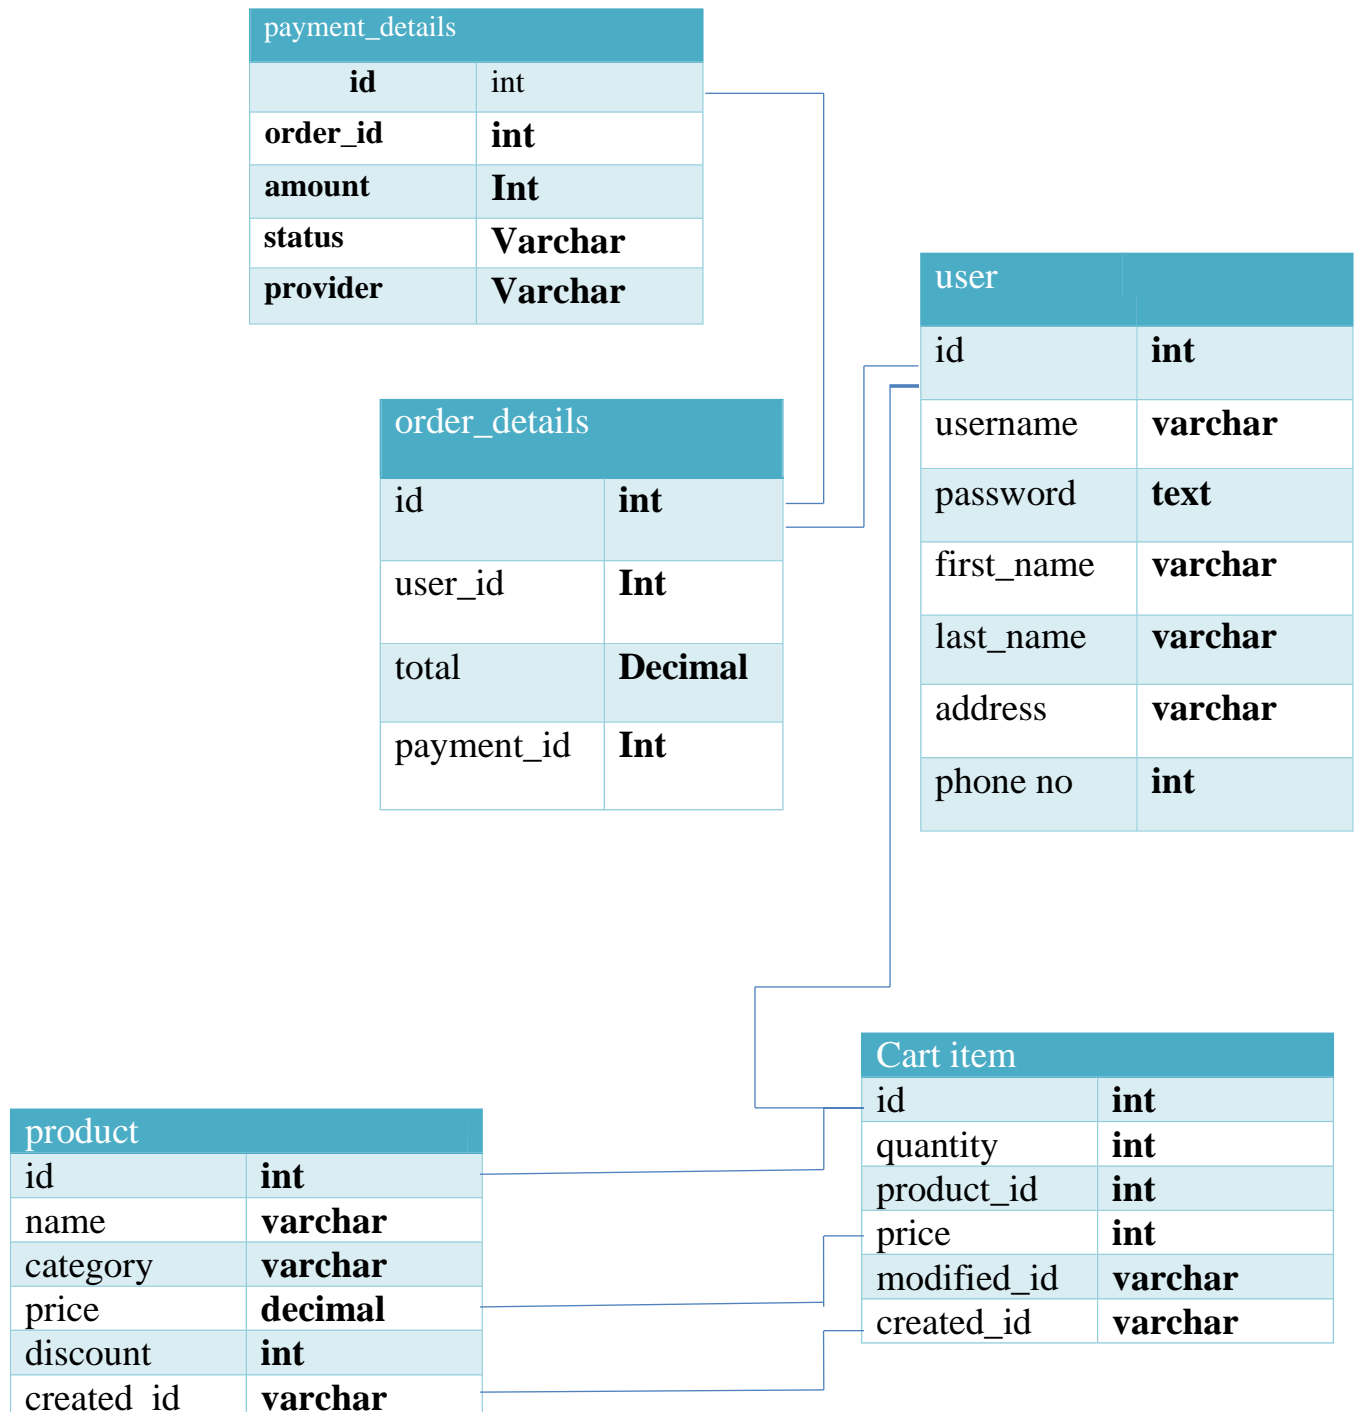 payment_details
id int
order_id int
amount Int
status Varchar
provider Varchar
user
id int
username varchar
password text
first_name varchar
last_name varchar
address varchar
phone no int
order_details
id int
user_id Int
total Decimal
payment_id Int
Cart item
id int
quantity int
product_id int
price int
modified_id varchar
created_id varchar
product
id int
name varchar
category varchar
price decimal
discount int
created_id varchar